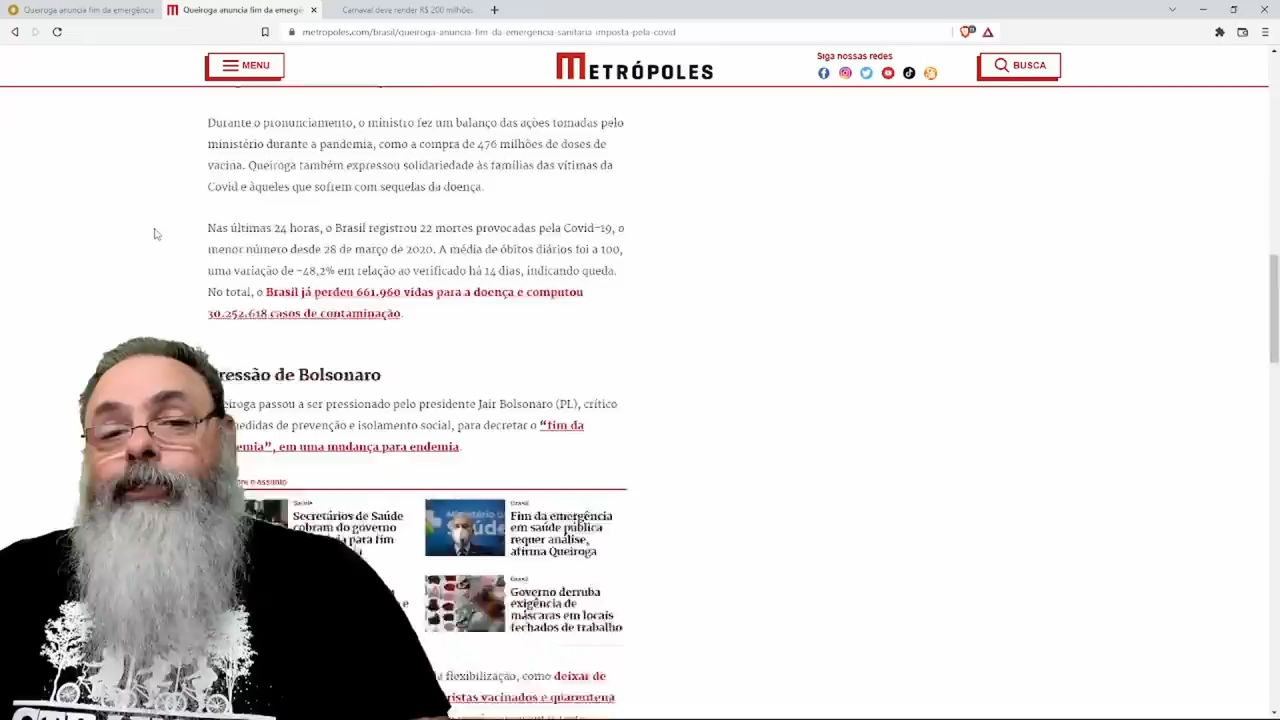 Queiroga anuncia fim da emergência
Queiroga anuncia fim da emergê
Carnaval deve render R$ 200 milhões
metropoles.com/brasil/queiroga-anuncia-fim-da-emergencia-sanitaria-imposta-pela-covid
MENU
METRÓPOLES
Siga nossas redes
BUSCA
Durante o pronunciamento, o ministro fez um balanço das ações tomadas pelo
ministério durante a pandemia, como a compra de 476 milhões de doses de
vacina. Queiroga também expressou solidariedade às famílias das vítimas da
Covid e àqueles que sofrem com sequelas da doença.
Nas últimas 24 horas, o Brasil registrou 22 mortes provocadas pela Covid-19, o
menor número desde 28 de março de 2020. A média de óbitos diários foi a 100,
uma variação de -48,2% em relação ao verificado há 14 dias, indicando queda.
No total, o Brasil já perdeu 661.960 vidas para a doença e computou
30.252.618 casos de contaminação.
ressão de Bolsonaro
eiroga passou a ser pressionado pelo presidente Jair Bolsonaro (PL), crítico
medidas de prevenção e isolamento social, para decretar o “fim da
emia”, em uma mudança para endemia.
e o assunto
Saúde
Secretários de Saúde
cobram do governo
ia para fim
Brasil
Fim da emergência
em saúde pública
requer análise,
afirma Queiroga
e
Brasil
Governo derruba
exigência de
máscaras em locais
fechados de trabalho
a flexibilização, como deixar de
ristas vacinados e quarentena